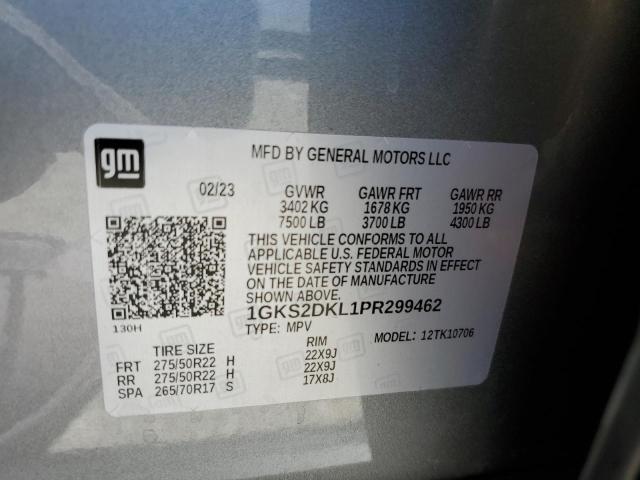 gm
MFD BY GENERAL MOTORS LLC
02/23 GVWR GAWR FRT GAWR RR
3402 KG 1678 KG 1950 KG
7500 LB 3700 LB 4300 LB
THIS VEHICLE CONFORMS TO ALL
APPLICABLE U.S. FEDERAL MOTOR
VEHICLE SAFETY STANDARDS IN EFFECT
ON THE DATE OF MANUFACTURE
SHOWN ABOVE.
130H
1GKS2DKL1PR299462
TYPE: MPV MODEL: 12TK10706
TIRE SIZE RIM
FRT 275/50R22 H 22X9J
RR 275/50R22 H 22X9J
SPA 265/70R17 S 17X8J